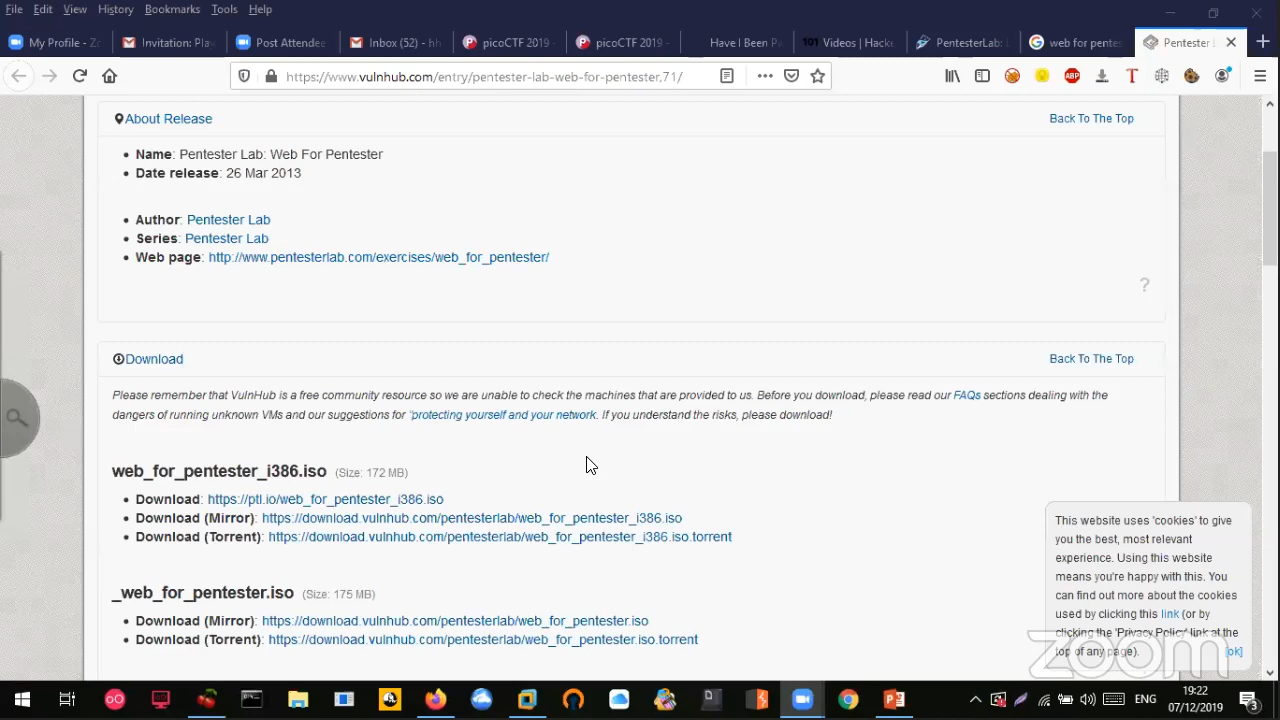 File Edit View History Bookmarks Tools Help
My Profile - Zo
Invitation: Play
Post Attendee
Inbox (52) - hh
picoCTF 2019 -
picoCTF 2019 -
Have I Been P
101 Videos | Hacke
PentesterLab: L
web for pentes
Pentester L
https://www.vulnhub.com/entry/pentester-lab-web-for-pentester,71/
ABP
About Release
Back To The Top
Name: Pentester Lab: Web For Pentester
Date release: 26 Mar 2013
Author: Pentester Lab
Series: Pentester Lab
Web page: http://www.pentesterlab.com/exercises/web_for_pentester/
?
Download
Back To The Top
Please remember that VulnHub is a free community resource so we are unable to check the machines that are provided to us. Before you download, please read our FAQs sections dealing with the
dangers of running unknown VMs and our suggestions for "protecting yourself and your network. If you understand the risks, please download!
web_for_pentester_i386.iso (Size: 172 MB)
Download: https://ptl.io/web_for_pentester_i386.iso
Download (Mirror): https://download.vulnhub.com/pentesterlab/web_for_pentester_i386.iso
Download (Torrent): https://download.vulnhub.com/pentesterlab/web_for_pentester_i386.iso.torrent
_web_for_pentester.iso (Size: 175 MB)
Download (Mirror): https://download.vulnhub.com/pentesterlab/web_for_pentester.iso
Download (Torrent): https://download.vulnhub.com/pentesterlab/web_for_pentester.iso.torrent
This website uses 'cookies' to give
you the best, most relevant
experience. Using this website
means you're happy with this. You
can find out more about the cookies
used by clicking this link (or by
clicking the 'Privacy Policy' link at the
top of any page). [ok]
zoom
ENG
19:22
07/12/2019
3